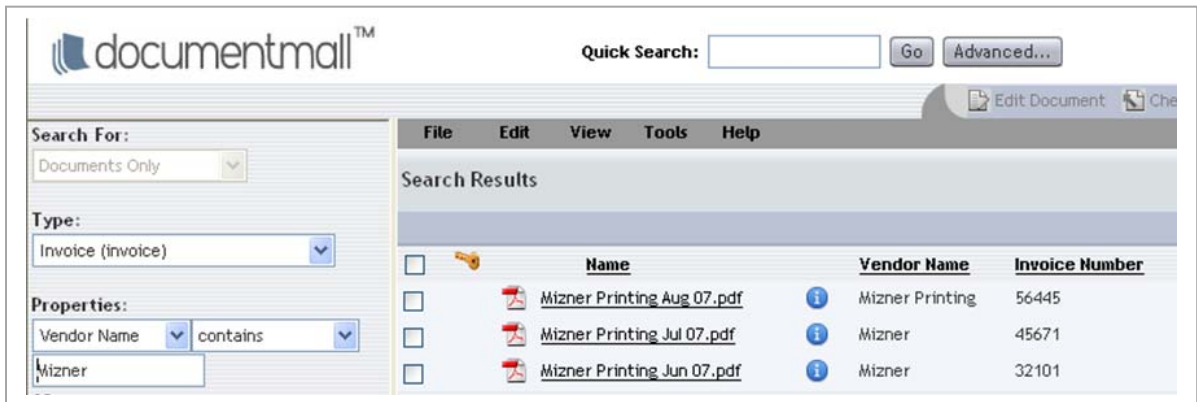 documentmall™
Quick Search: Go Advanced...
Edit Document
Search For:
Documents Only
Type:
Invoice (invoice)
Properties:
Vendor Name contains
Mizner
File Edit View Tools Help
Search Results
Name Vendor Name Invoice Number
Mizner Printing Aug 07.pdf Mizner Printing 56445
Mizner Printing Jul 07.pdf Mizner 45671
Mizner Printing Jun 07.pdf Mizner 32101